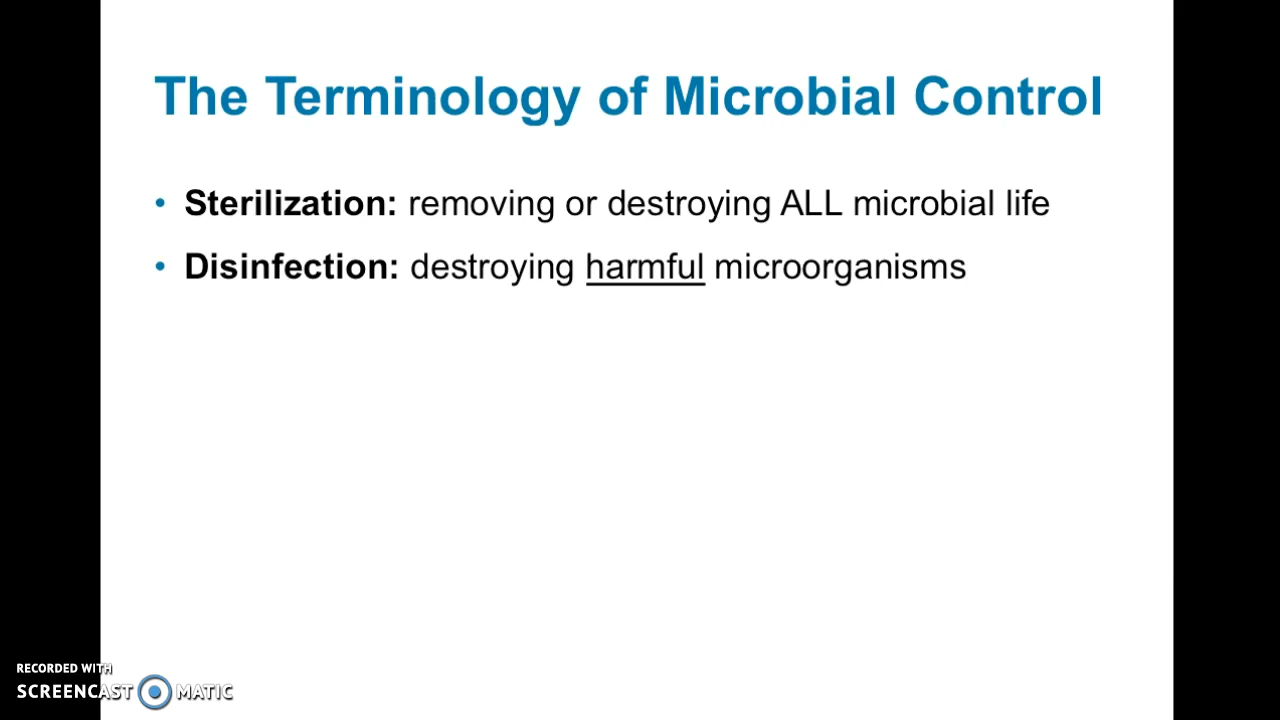 The Terminology of Microbial Control
• Sterilization: removing or destroying ALL microbial life
• Disinfection: destroying harmful microorganisms
RECORDED WITH
SCREENCAST MATIC